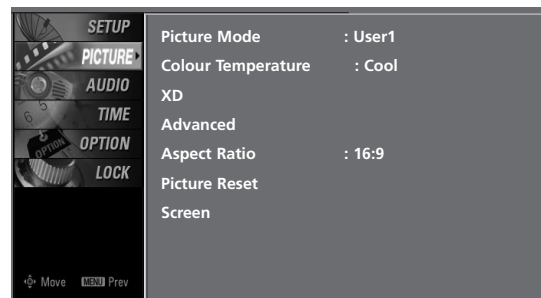 SETUP
PICTURE
AUDIO
TIME
OPTION
LOCK
Move MENU Prev
Picture Mode : User1
Colour Temperature : Cool
XD
Advanced
Aspect Ratio : 16:9
Picture Reset
Screen